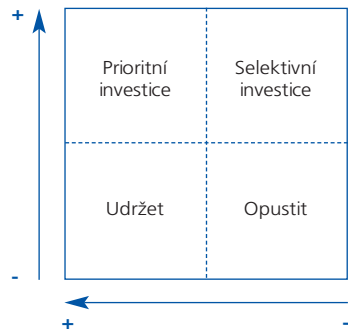 +
Prioritní
investice
Selektivní
investice
Udržet
Opustit
-
+
-